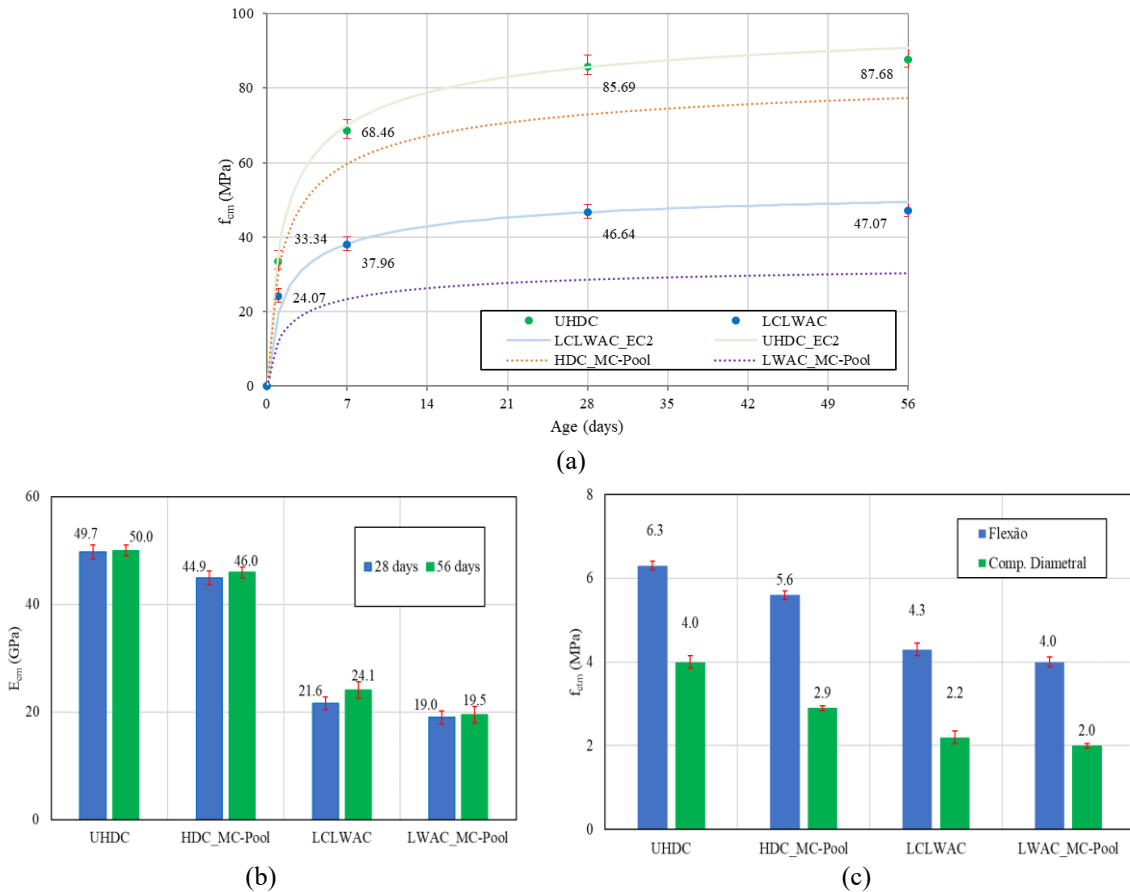 100
80
60
40
20
0
f_cm (MPa)
33.34
24.07
68.46
37.96
85.69
46.64
87.68
47.07
UHDC LCLWAC
LCLWAC_EC2 UHDC_EC2
HDC_MC-Pool LWAC_MC-Pool
0 7 14 21 28 35 42 49 56
Age (days)
(a)
60
40
20
0
E_cm (GPa)
49.7 50.0
44.9 46.0
21.6 24.1
19.0 19.5
28 days
56 days
UHDC HDC_MC-Pool LCLWAC LWAC_MC-Pool
(b)
8
6
4
2
0
f_ctm (MPa)
6.3 4.0
5.6 2.9
4.3 2.2
4.0 2.0
Flexão
Comp. Diametral
UHDC HDC_MC-Pool LCLWAC LWAC_MC-Pool
(c)